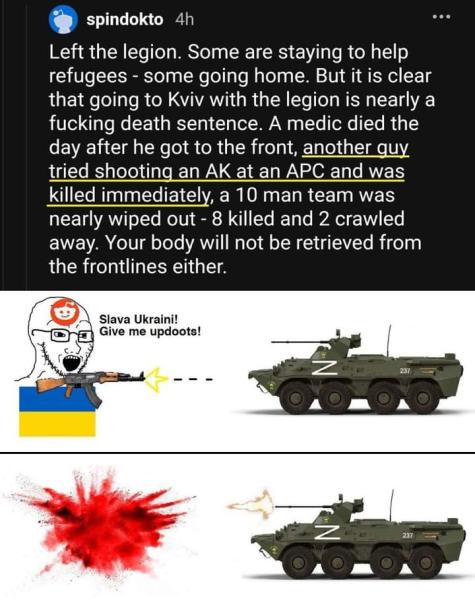 spindokto 4h
Left the legion. Some are staying to help
refugees - some going home. But it is clear
that going to Kviv with the legion is nearly a
fucking death sentence. A medic died the
day after he got to the front, another guy
tried shooting an AK at an APC and was
killed immediately, a 10 man team was
nearly wiped out - 8 killed and 2 crawled
away. Your body will not be retrieved from
the frontlines either.
Slava Ukraini!
Give me updoots!
Z
237
Z
237